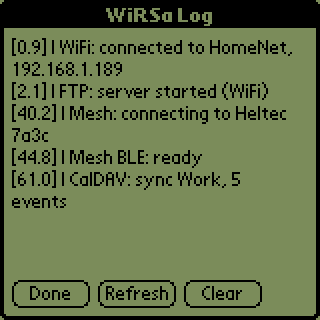 WiRSa Log
[0.9] I WiFi: connected to HomeNet,
192.168.1.189
[2.1] I FTP: server started (WiFi)
[40.2] I Mesh: connecting to Heltec
7a3c
[44.8] I Mesh BLE: ready
[61.0] I CalDAV: sync Work, 5
events
Done Refresh Clear